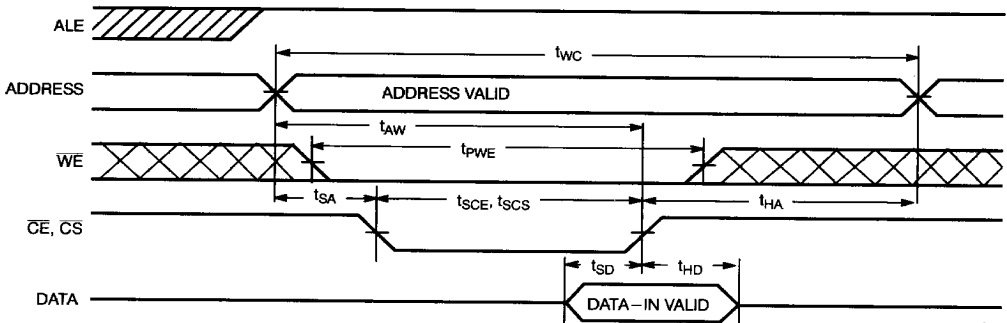 ALE
tWC
ADDRESS
ADDRESS VALID
tAW
WE
tPWE
tSA
tSCE, tSCS
tHA
CE, CS
tSD
tHD
DATA
DATA-IN VALID